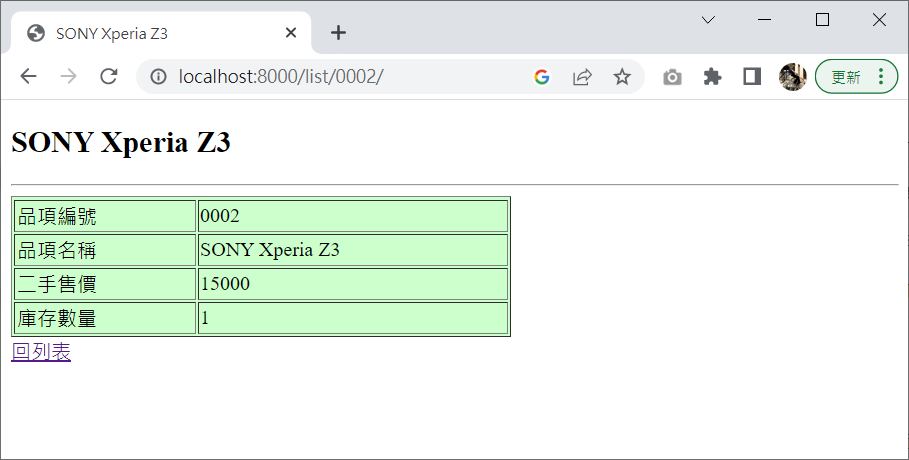 SONY Xperia Z3
localhost:8000/list/0002/
更新
SONY Xperia Z3
品項編號 0002
品項名稱 SONY Xperia Z3
二手售價 15000
庫存數量 1
回列表